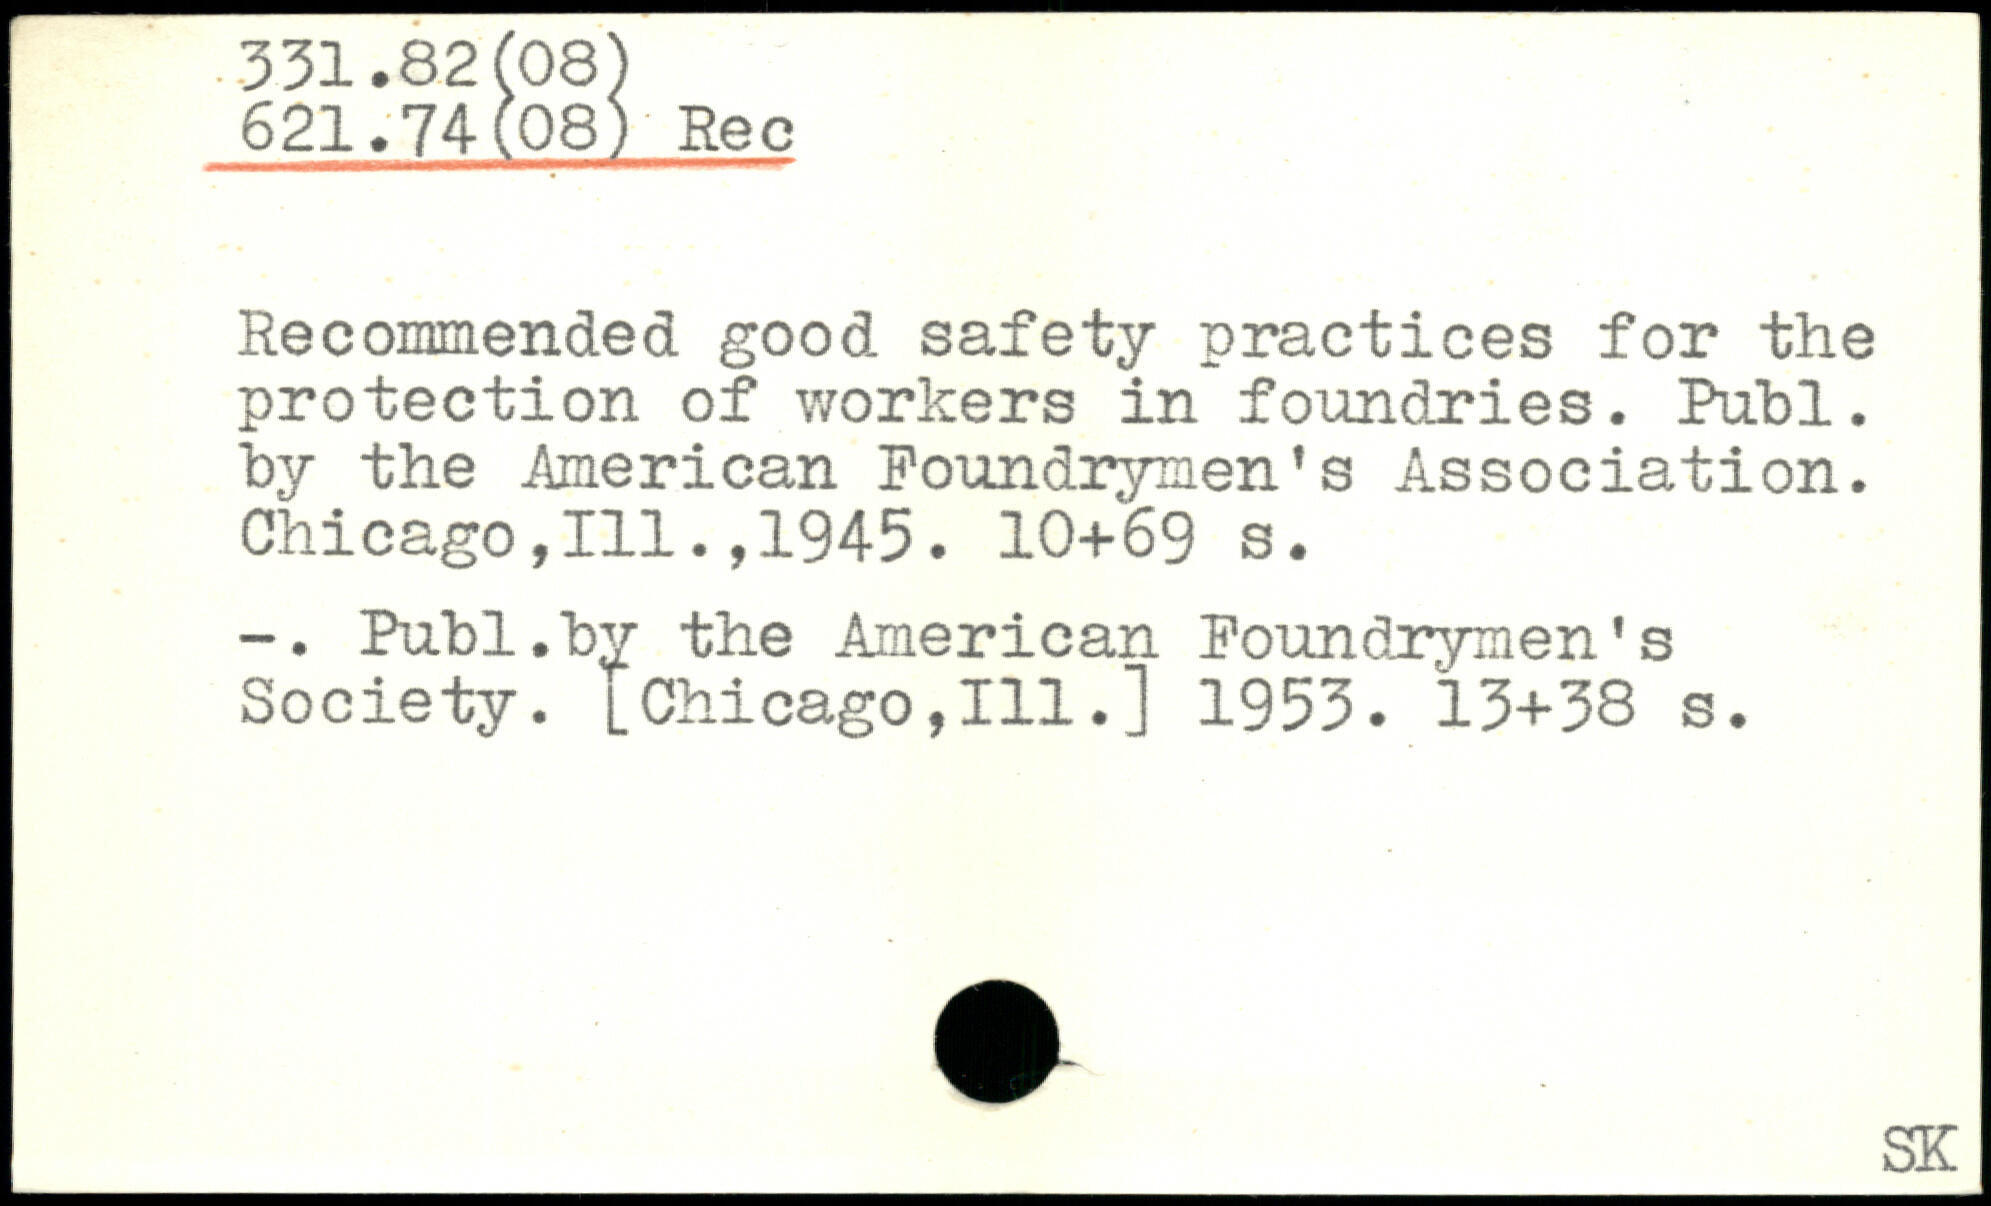 331.82(08)
621.74(08) Rec
Recommended good safety practices for the
protection of workers in foundries. Publ.
by the American Foundrymen's Association.
Chicago,Ill.,1945. 10+69 s.
-. Publ.by the American Foundrymen's
Society. [Chicago,Ill.] 1953. 13+38 s.
SK